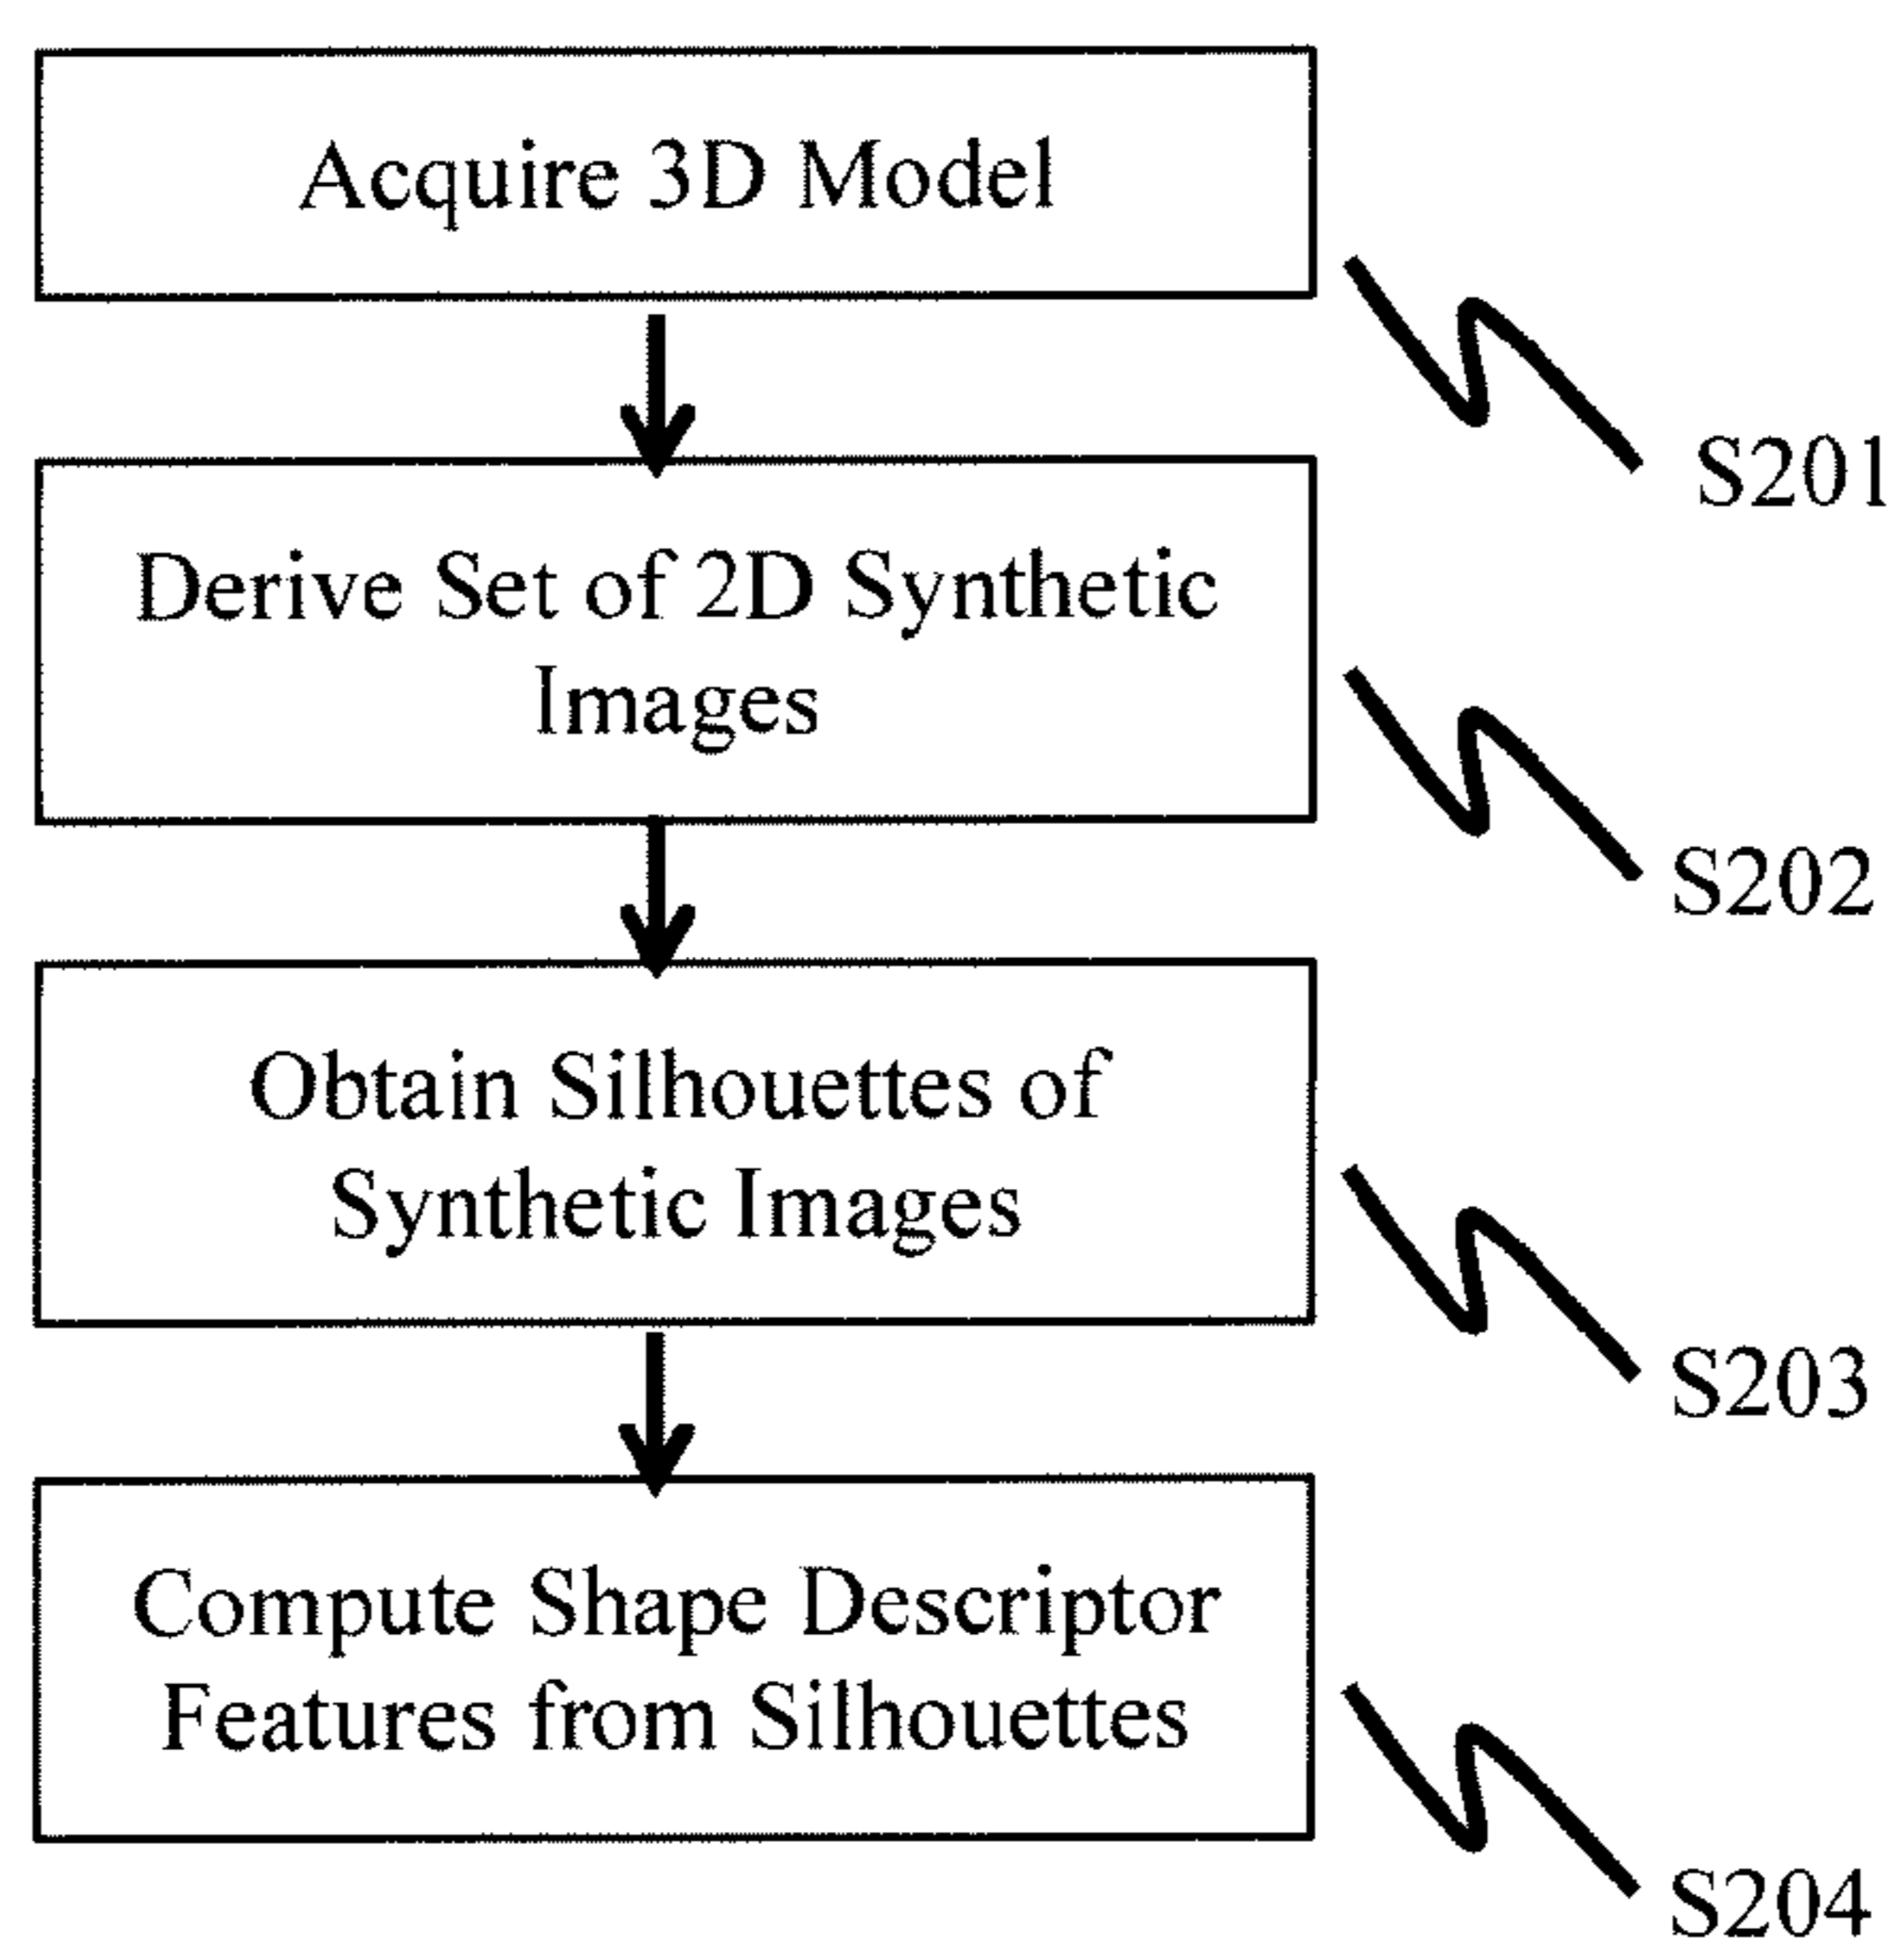 Acquire 3D Model
S201
Derive Set of 2D Synthetic
Images
S202
Obtain Silhouettes of
Synthetic Images
S203
Compute Shape Descriptor
Features from Silhouettes
S204